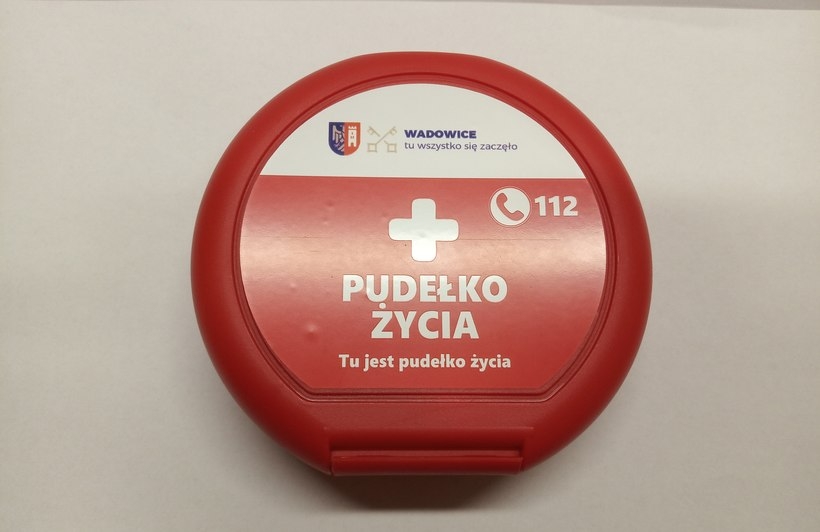 WADOWICE
tu wszystko się zaczęło
112
PUDEŁKO
ŻYCIA
Tu jest pudełko życia